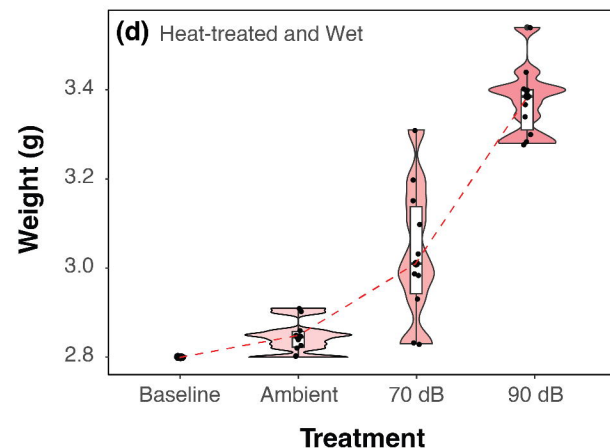 (d) Heat-treated and Wet
Weight (g)
3.4
3.2
3.0
2.8
Baseline Ambient 70 dB 90 dB
Treatment